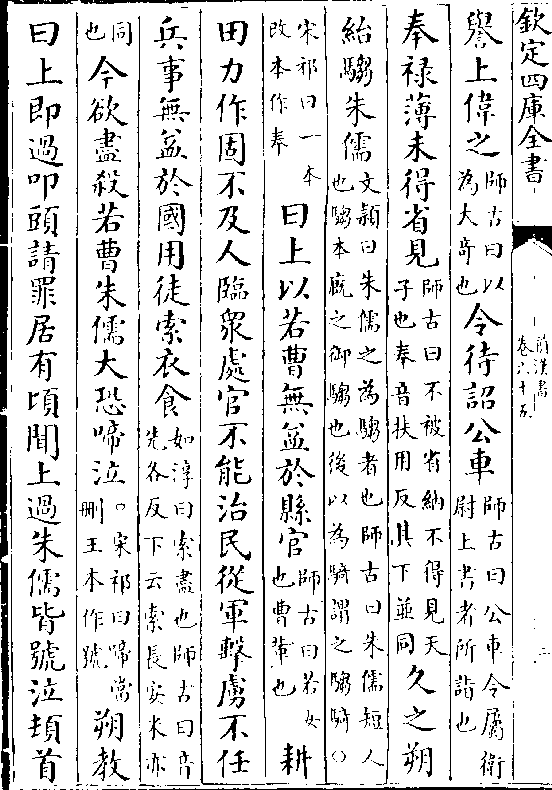 欽定四庫全書
前漢書
卷六十五
二
譽上偉之師古曰以為大奇也令待詔公車師古曰公車令屬衛尉上書者所詣也
奉祿薄未得省見師古曰不被省納不得見天子也奉音扶用反其下並同久之朔
紿騶朱儒文穎曰朱儒之為騶者也師古曰朱儒短人也騶本廐之御騶也後以為騎謂之騶騎○
宋祁曰一本改本作奉曰上以若曹無益於縣官師古曰若女也曹輩也耕
田力作固不及人臨衆處官不能治民從軍擊虜不任
兵事無益於國用徒索衣食如淳曰索盡也師古曰音先各反下云索長安米亦
同也今欲盡殺若曹朱儒大恐啼泣○宋祁曰啼當刪王本作號朔教
曰上即過叩頭請罪居有頃聞上過朱儒皆號泣頓首